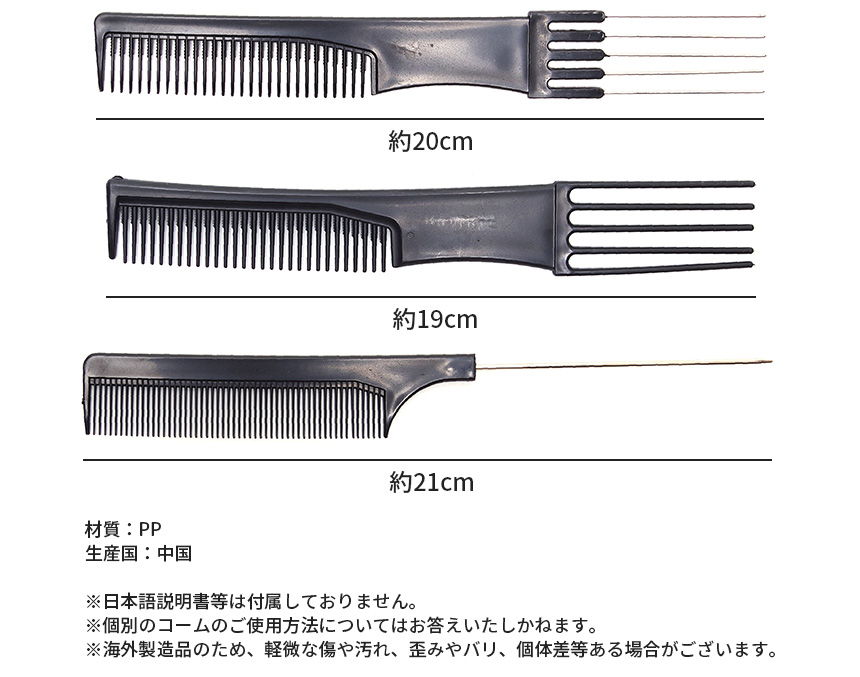 約20cm
約19cm
約21cm
材質：PP
生産国：中国
※日本語説明書等は付属しておりません。
※個別のコームのご使用方法についてはお答えいたしかねます。
※海外製造品のため、軽微な傷や汚れ、歪みやバリ、個体差等ある場合がございます。